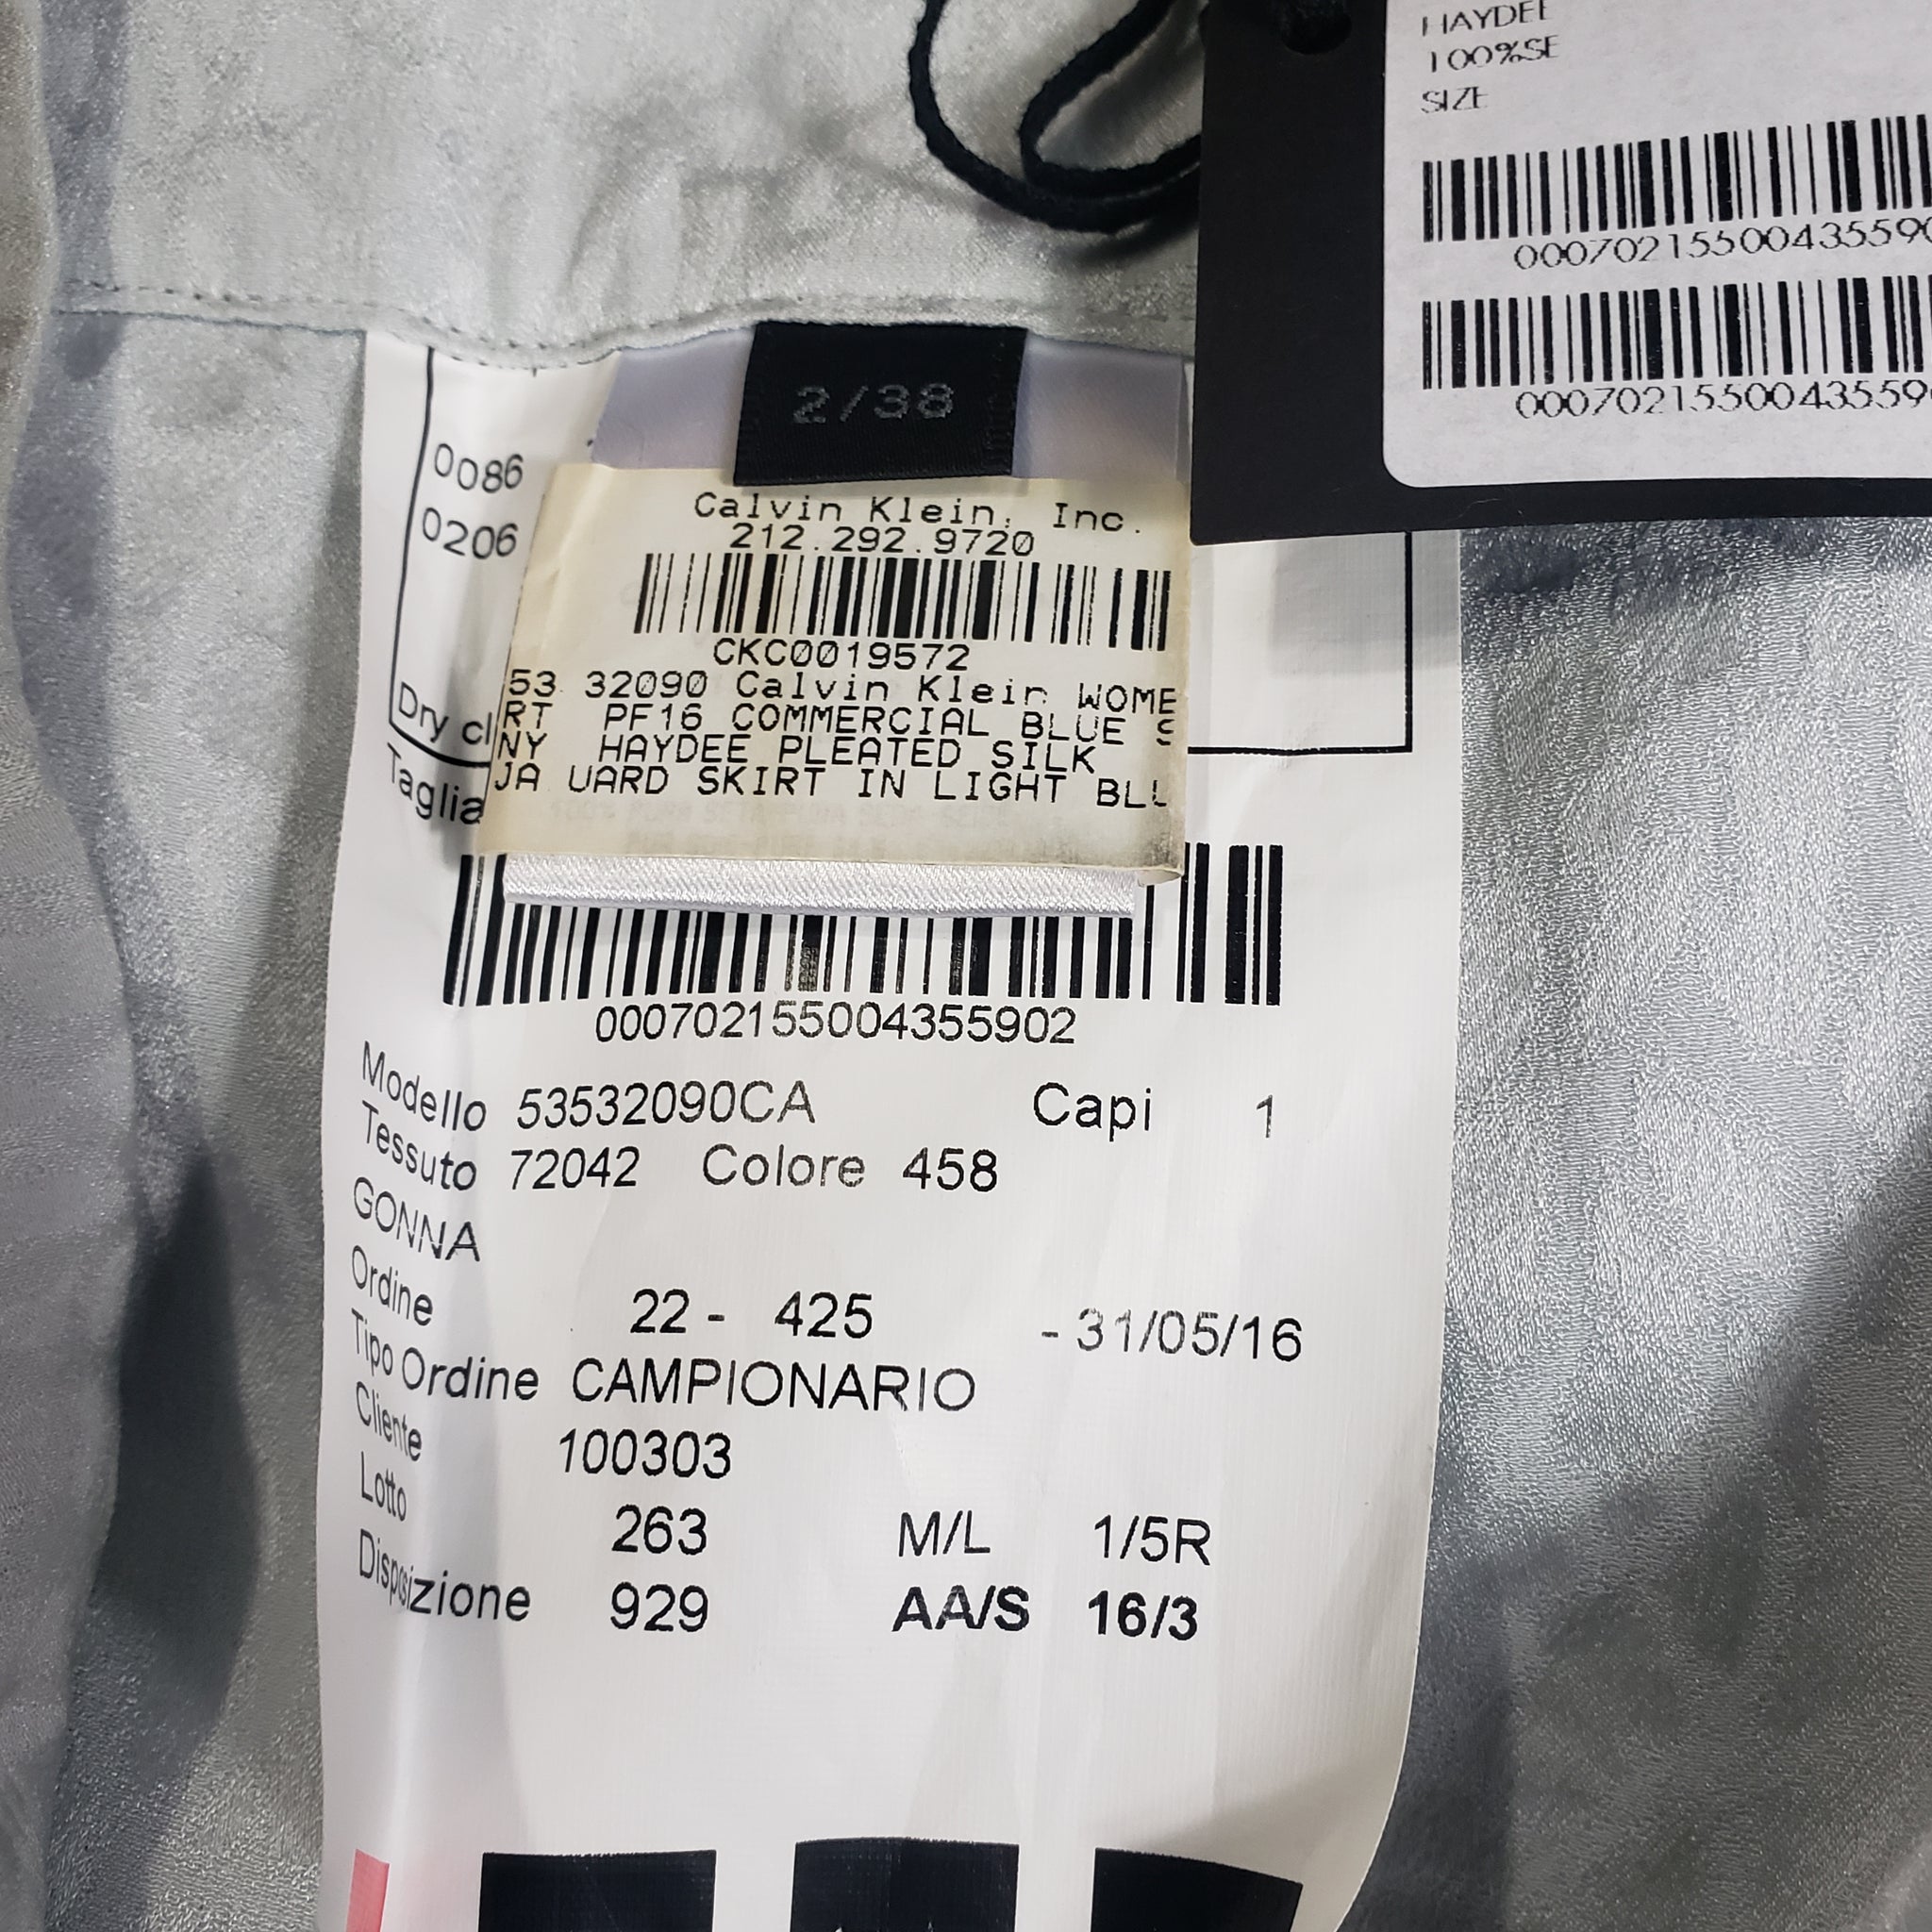 HAYDEE
100%SE
SIZE
00070215500435590
0007021550043559
2/38
0086
0206
Dry cl
Taglia
Calvin Klein, Inc.
212.292.9720
CKC0019572
53 32090 Calvin Klein WOME
RT PF16 COMMERCIAL BLUE S
NY HAYDEE PLEATED SILK
JA UARD SKIRT IN LIGHT BLU
000702155004355902
Modello 53532090CA Capi 1
Tessuto 72042 Colore 458
GONNA
Ordine 22 - 425 - 31/05/16
Tipo Ordine CAMPIONARIO
Cliente 100303
Lotto 263 M/L 1/5R
Disposizione 929 AA/S 16/3